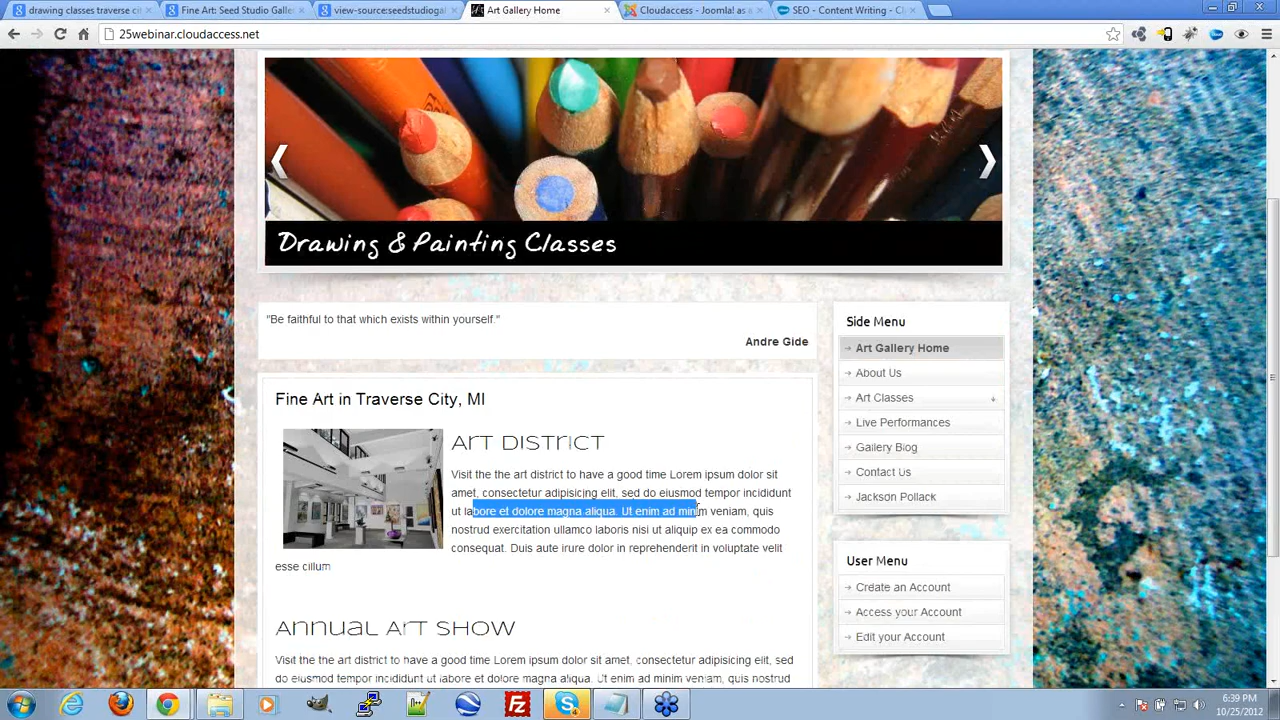 drawing classes traverse ci
Fine Art: Seed Studio Galle
view-source:seedstudiogal
Art Gallery Home
Cloudaccess - Joomla! as a
SEO - Content Writing - Cl
25webinar.cloudaccess.net
Drawing & Painting Classes
"Be faithful to that which exists within yourself."
Andre Gide
Fine Art in Traverse City, MI
Art District
Visit the the art district to have a good time Lorem ipsum dolor sit
amet, consectetur adipisicing elit, sed do eiusmod tempor incididunt
ut labore et dolore magna aliqua. Ut enim ad minim veniam, quis
nostrud exercitation ullamco laboris nisi ut aliquip ex ea commodo
consequat. Duis aute irure dolor in reprehenderit in voluptate velit
esse cillum
Annual Art Show
Visit the the art district to have a good time Lorem ipsum dolor sit amet, consectetur adipisicing elit, sed
do eiusmod tempor incididunt ut labore et dolore magna aliqua. Ut enim ad minim veniam, quis nostrud
Side Menu
Art Gallery Home
About Us
Art Classes
Live Performances
Gallery Blog
Contact Us
Jackson Pollack
User Menu
Create an Account
Access your Account
Edit your Account
6:39 PM
10/25/2012